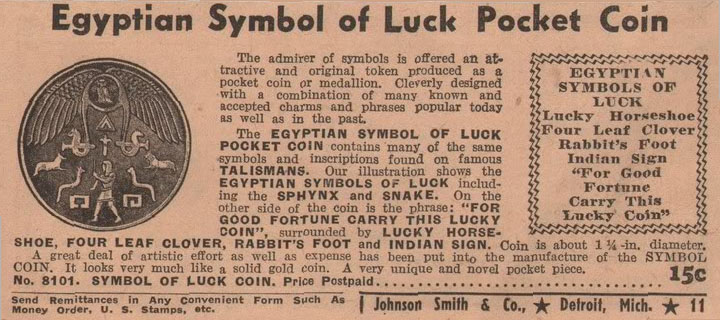 Egyptian Symbol of Luck Pocket Coin
The admirer of symbols is offered an at-
tractive and original token produced as a
pocket coin or medallion. Cleverly designed
with a combination of many known and
accepted charms and phrases popular today
as well as in the past.
The EGYPTIAN SYMBOL OF LUCK
POCKET COIN contains many of the same
symbols and inscriptions found on famous
TALISMANS. Our illustration shows the
EGYPTIAN SYMBOLS OF LUCK includ-
ing the SPHYNX and SNAKE. On the
other side of the coin is the phrase: "FOR
GOOD FORTUNE CARRY THIS LUCKY
COIN", surrounded by LUCKY HORSE-
SHOE, FOUR LEAF CLOVER, RABBIT'S FOOT and INDIAN SIGN. Coin is about 1¼-in. diameter.
A great deal of artistic effort as well as expense has been put into the manufacture of the SYMBOL
COIN. It looks very much like a solid gold coin. A very unique and novel pocket piece.
No. 8101. SYMBOL OF LUCK COIN. Price Postpaid 15c
EGYPTIAN
SYMBOLS OF
LUCK
Lucky Horseshoe
Four Leaf Clover
Rabbit's Foot
Indian Sign
"For Good
Fortune
Carry This
Lucky Coin"
Send Remittances in Any Convenient Form Such As
Money Order, U. S. Stamps, etc.
Johnson Smith & Co., ★ Detroit, Mich. ★ 11